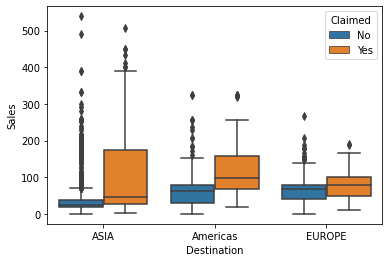 Claimed
No
Yes
500
400
300
200
100
0
Sales
ASIA
Americas
EUROPE
Destination